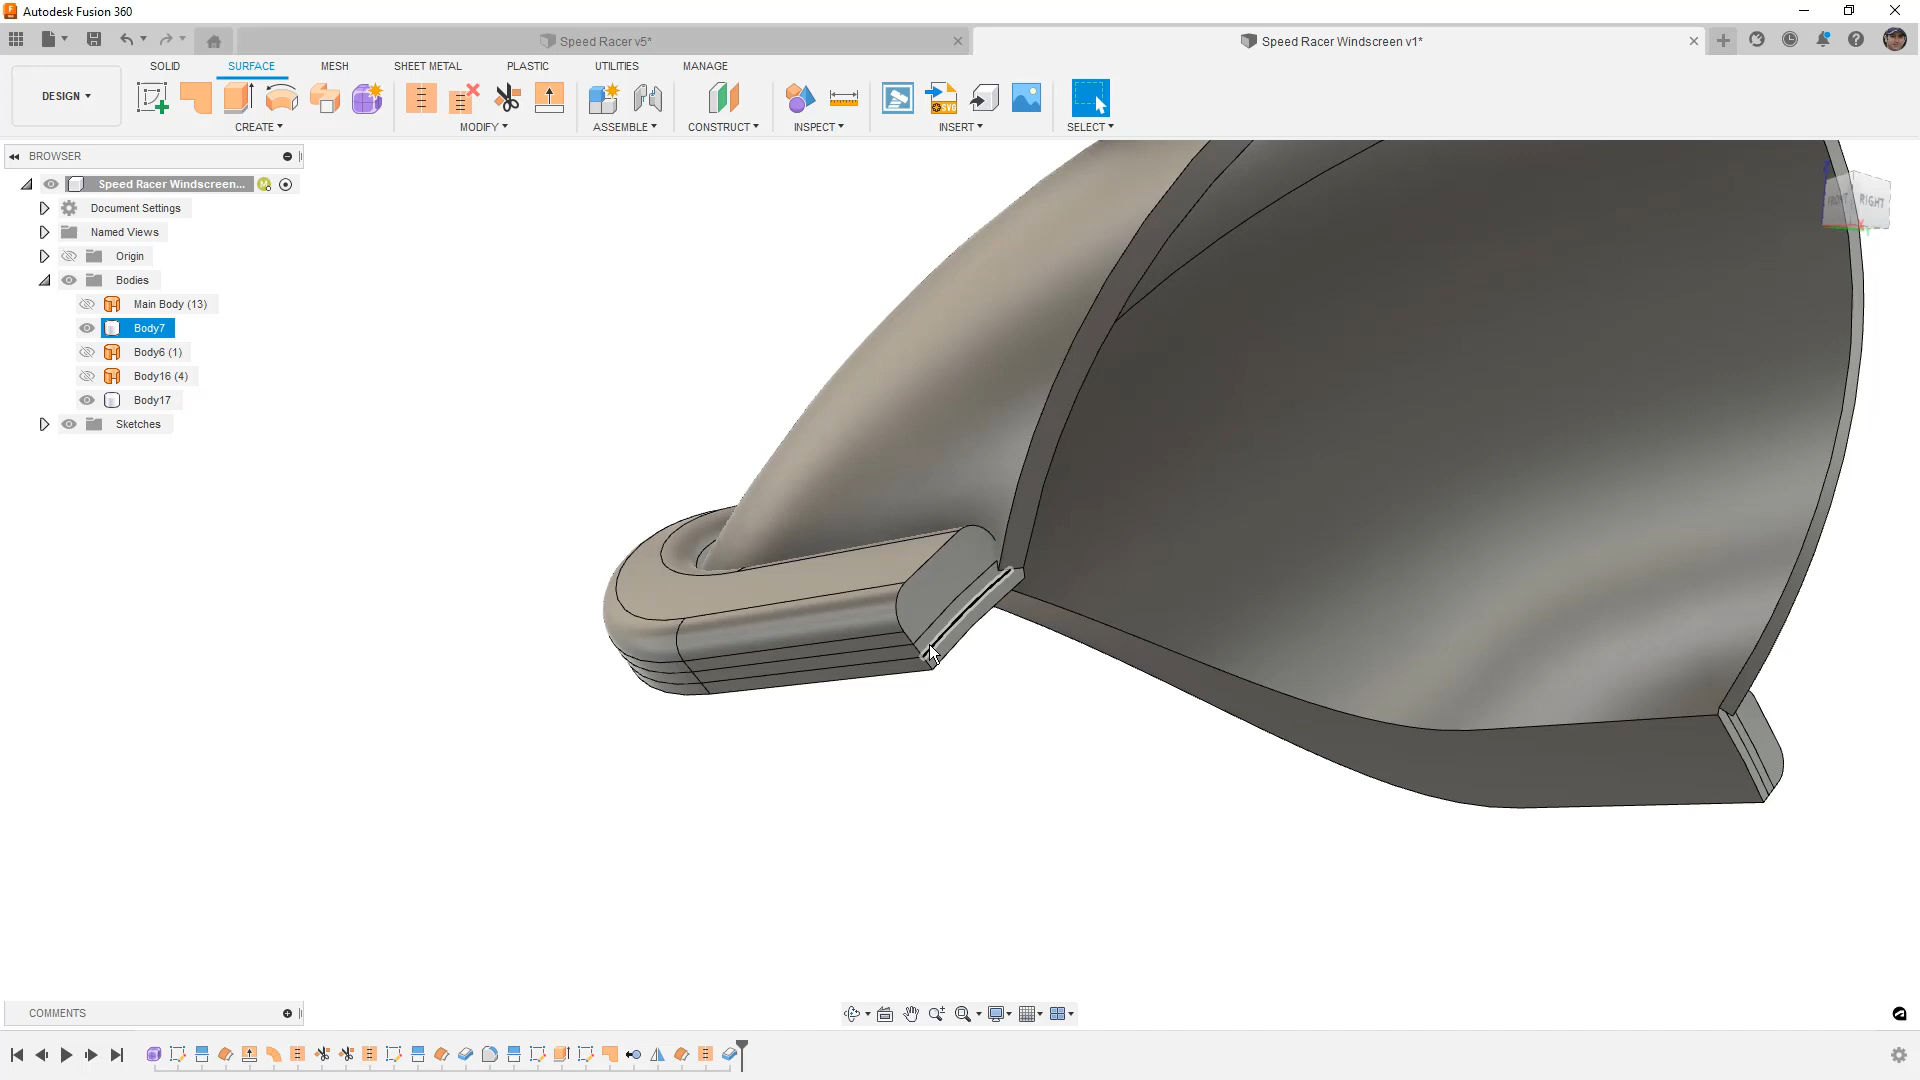 Autodesk Fusion 360
Speed Racer v5*
Speed Racer Windscreen v1*
DESIGN
SOLID
SURFACE
MESH
SHEET METAL
PLASTIC
UTILITIES
MANAGE
CREATE
MODIFY
ASSEMBLE
CONSTRUCT
INSPECT
INSERT
SELECT
SVG
BROWSER
Speed Racer Windscreen...
Document Settings
Named Views
Origin
Bodies
Main Body (13)
Body7
Body6 (1)
Body16 (4)
Body17
Sketches
FRONT
RIGHT
COMMENTS